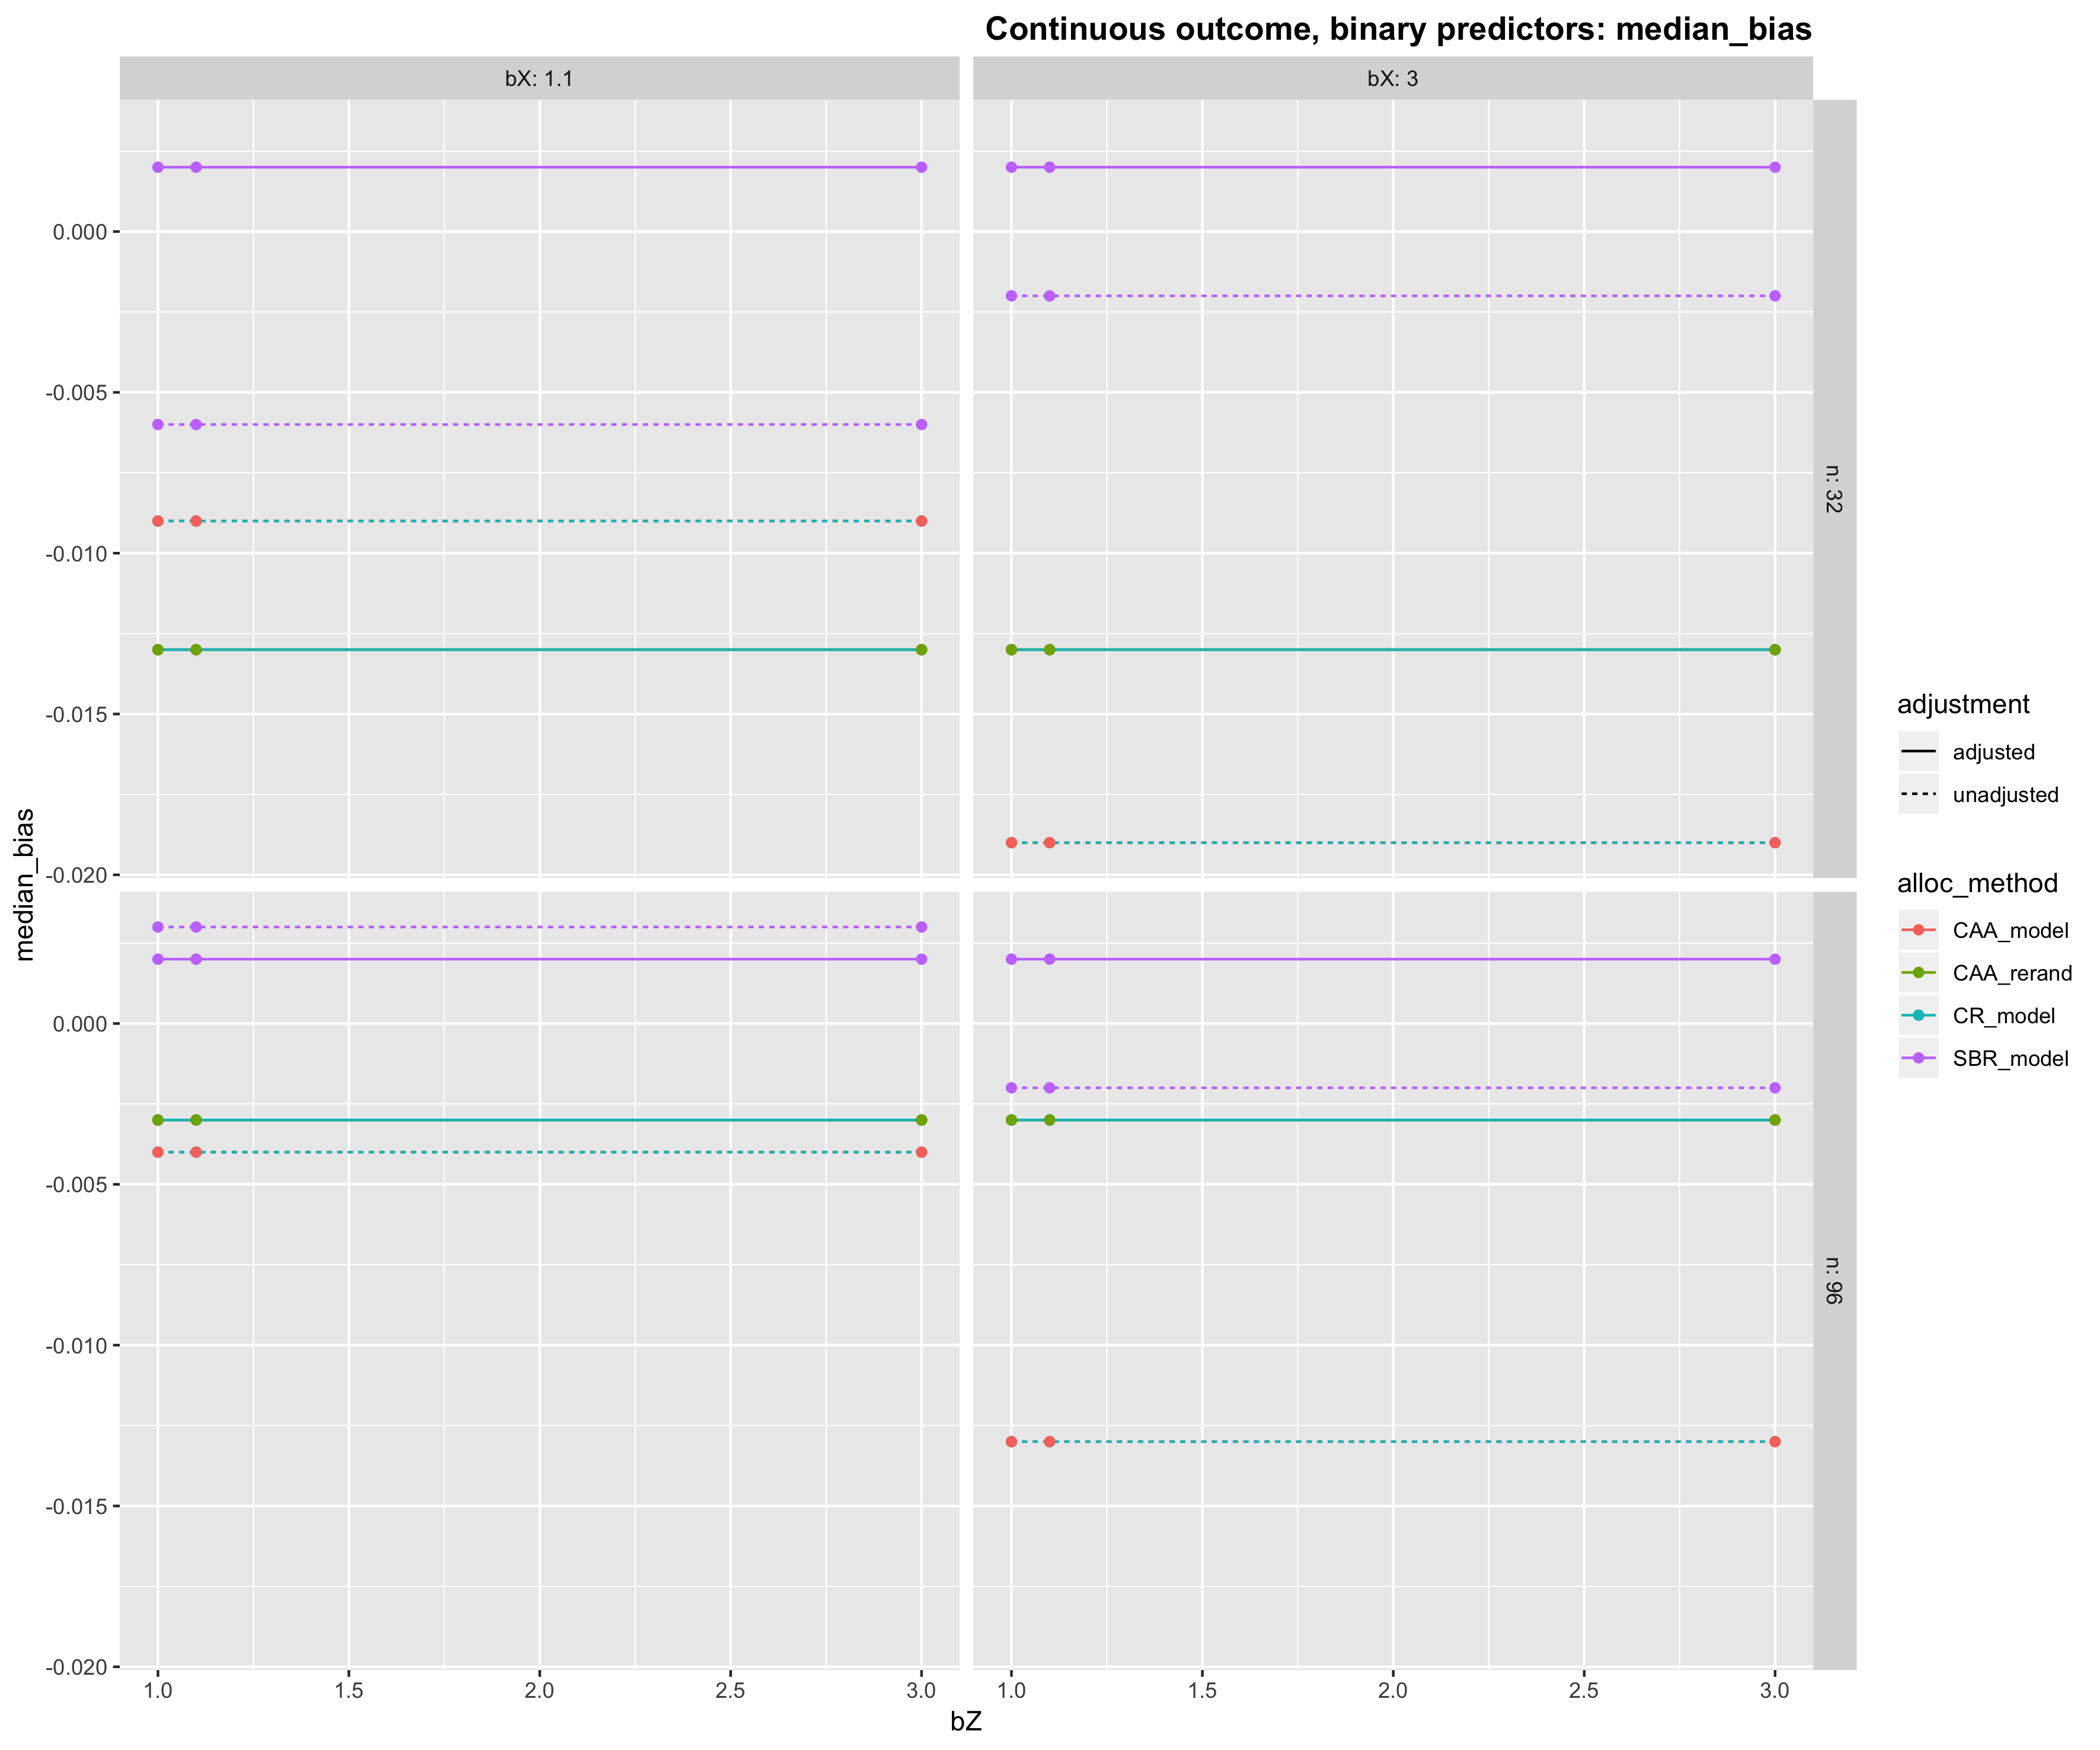 Continuous outcome, binary predictors: median_bias
bX: 1.1
bX: 3
0.000
-0.005
-0.010
-0.015
-0.020
n: 32
0.000
-0.005
-0.010
-0.015
-0.020
n: 96
median_bias
1.0 1.5 2.0 2.5 3.0
1.0 1.5 2.0 2.5 3.0
bZ
adjustment
adjusted
unadjusted
alloc_method
CAA_model
CAA_rerand
CR_model
SBR_model